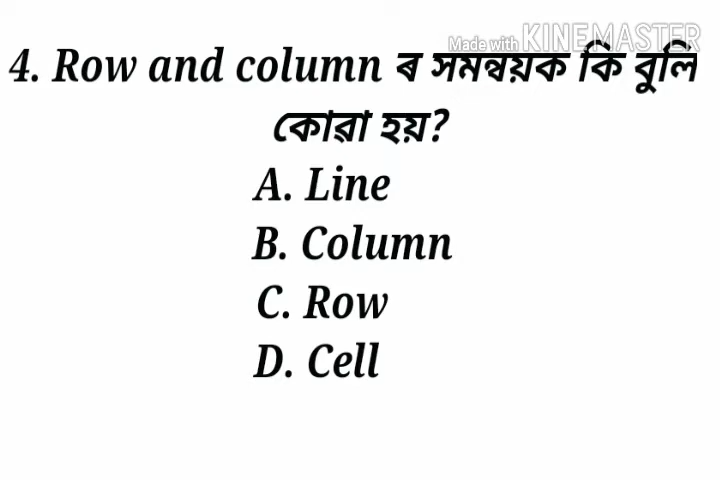 Made with KINEMASTER
4. Row and column ৰ সমন্বয়ক কি বুলি
কোৱা হয়?
A. Line
B. Column
C. Row
D. Cell